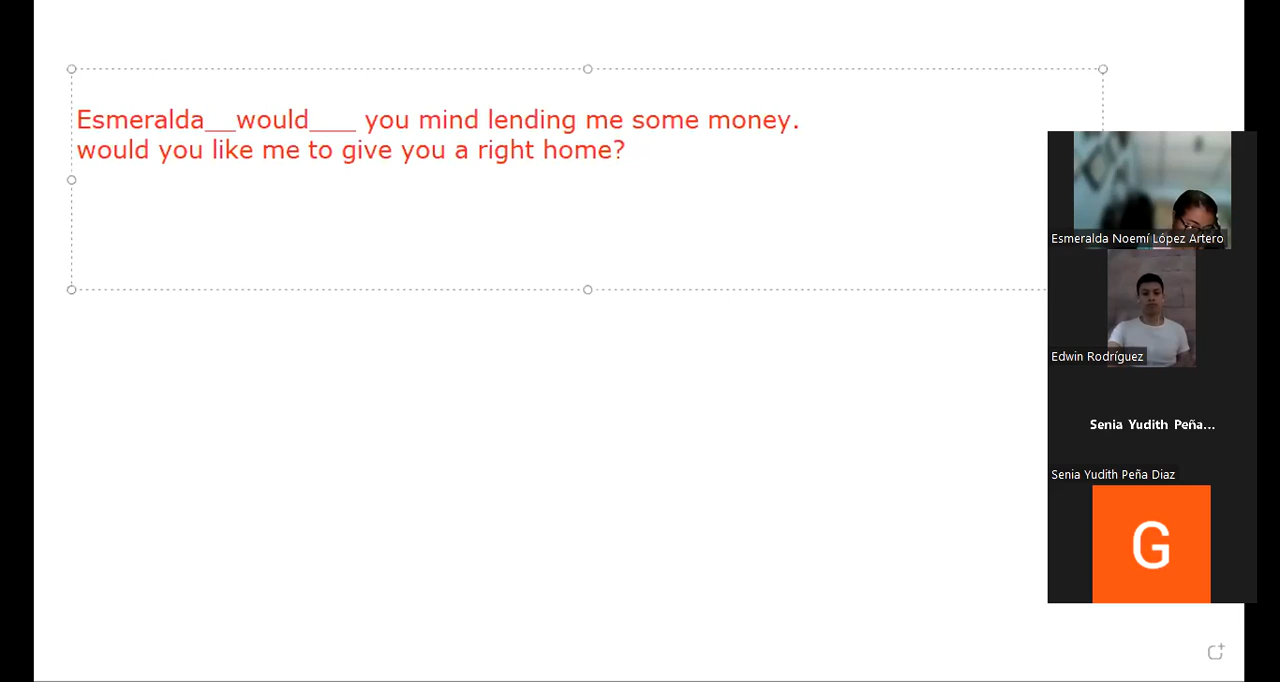 Esmeralda__would___ you mind lending me some money.
would you like me to give you a right home?
Esmeralda Noemí López Artero
Edwin Rodríguez
Senia Yudith Peña...
Senia Yudith Peña Diaz
G